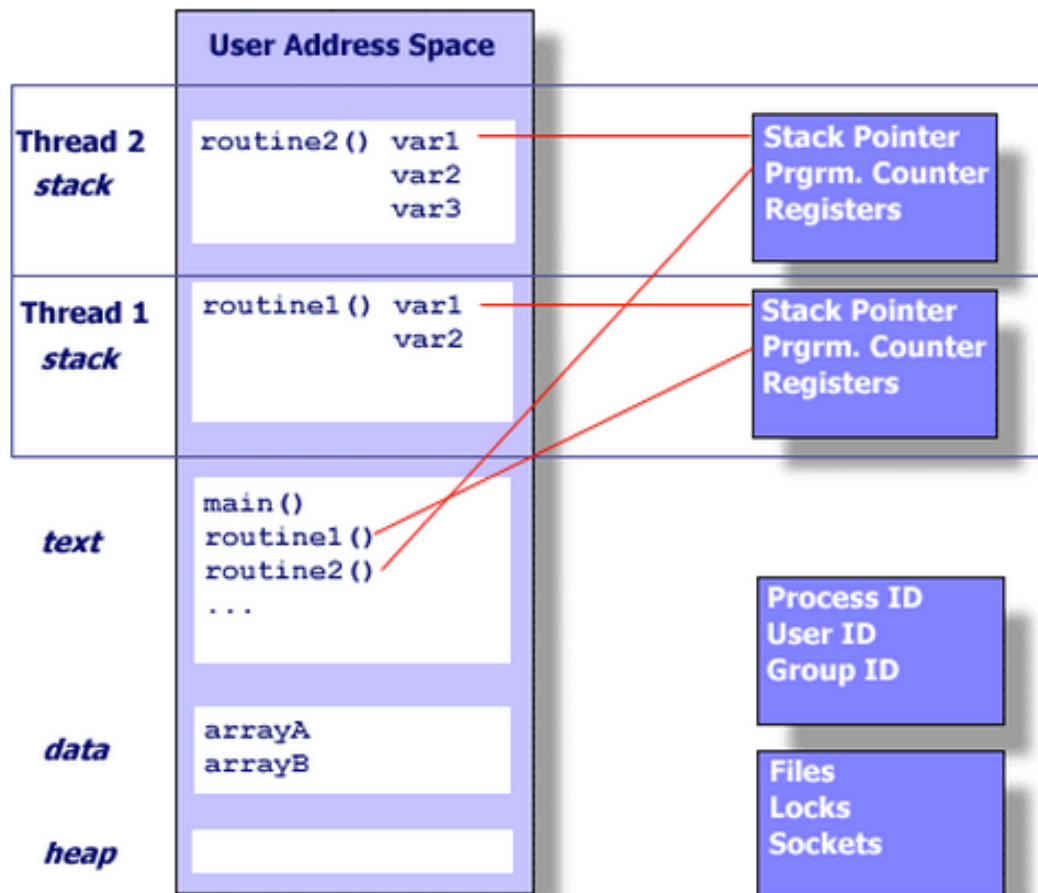 User Address Space
Thread 2
stack
routine2() var1
var2
var3
Stack Pointer
Prgrm. Counter
Registers
Thread 1
stack
routine1() var1
var2
Stack Pointer
Prgrm. Counter
Registers
text
main()
routine1()
routine2()
...
Process ID
User ID
Group ID
data
arrayA
arrayB
Files
Locks
Sockets
heap